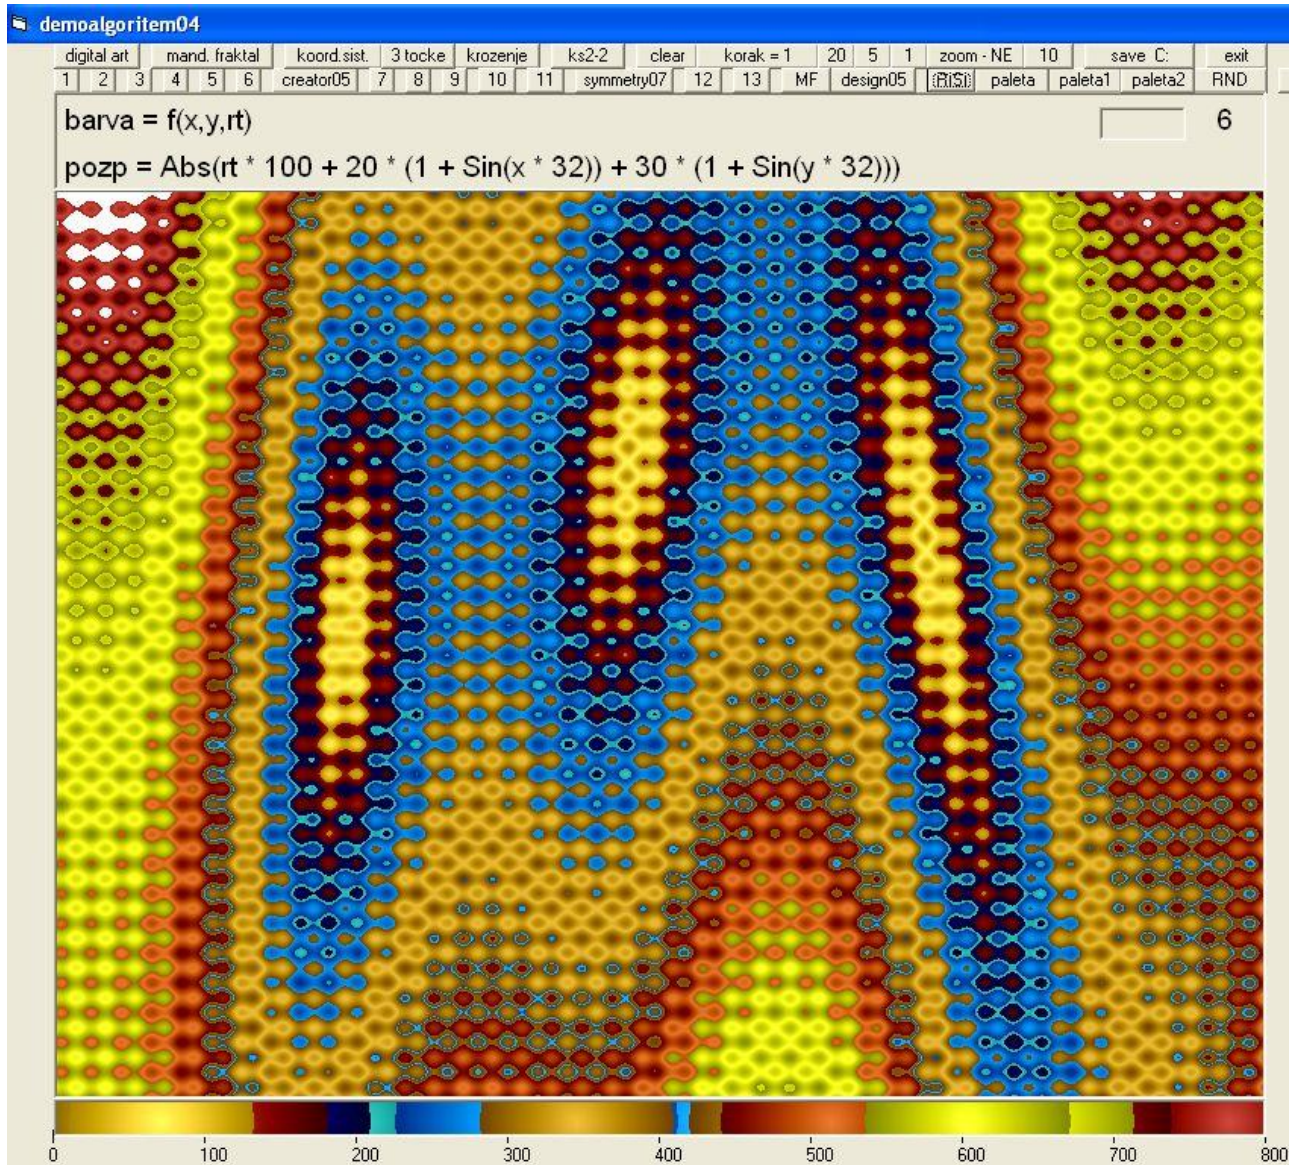 demoalgoritem04
digital art mand. fraktal koord.sist. 3 tocke krozenje ks2-2 clear korak = 1 20 5 1 zoom - NE 10 save C: exit
1 2 3 4 5 6 creator05 7 8 9 10 11 symmetry07 12 13 MF design05 (RiSi) paleta paleta1 paleta2 RND
barva = f(x,y,rt) 6
pozp = Abs(rt * 100 + 20 * (1 + Sin(x * 32)) + 30 * (1 + Sin(y * 32)))
0 100 200 300 400 500 600 700 800